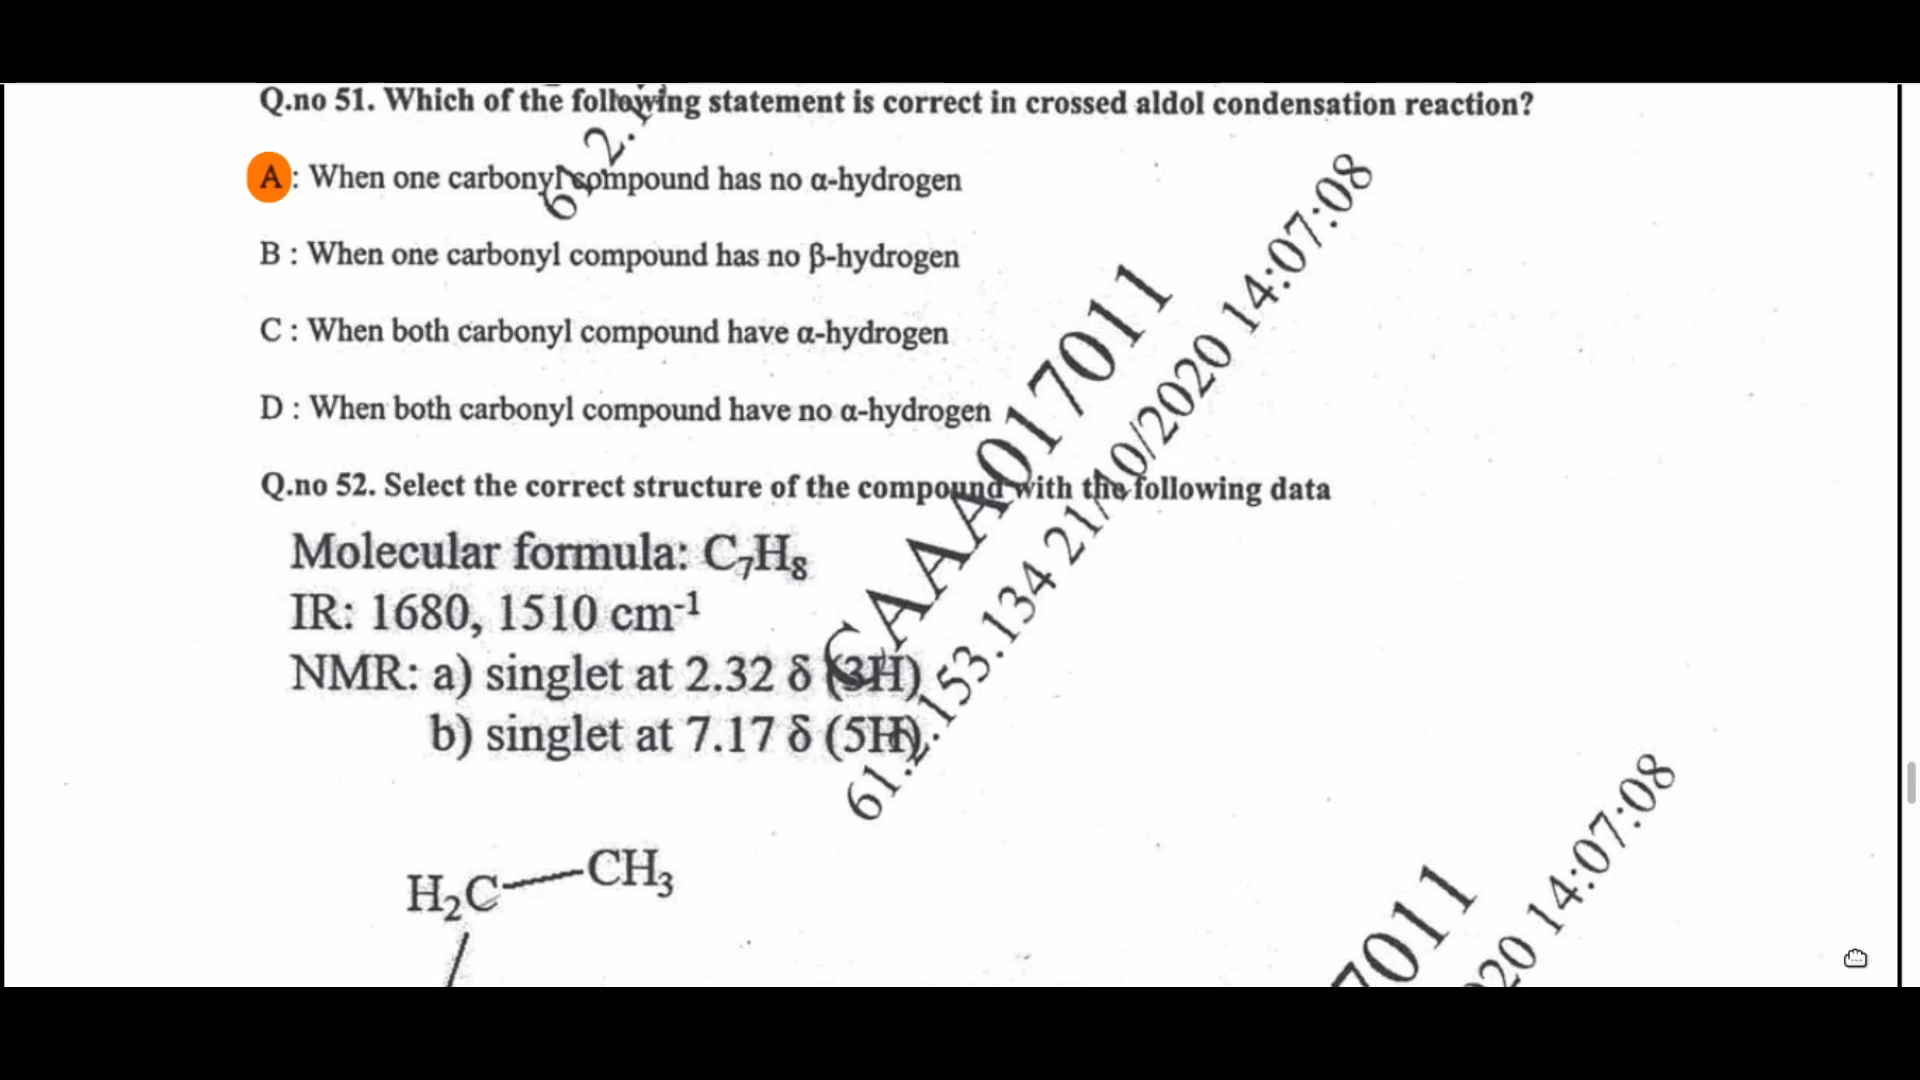 Q.no 51. Which of the following statement is correct in crossed aldol condensation reaction?
A : When one carbonyl compound has no α-hydrogen
B : When one carbonyl compound has no β-hydrogen
C : When both carbonyl compound have α-hydrogen
D : When both carbonyl compound have no α-hydrogen
Q.no 52. Select the correct structure of the compound with the following data
Molecular formula: C₇H₈
IR: 1680, 1510 cm⁻¹
NMR: a) singlet at 2.32 δ (3H)
b) singlet at 7.17 δ (5H)
H₂C—CH₃
61.2.
CAAA017011
61.2.153.134 21/10/2020 14:07:08
7011
020 14:07:08